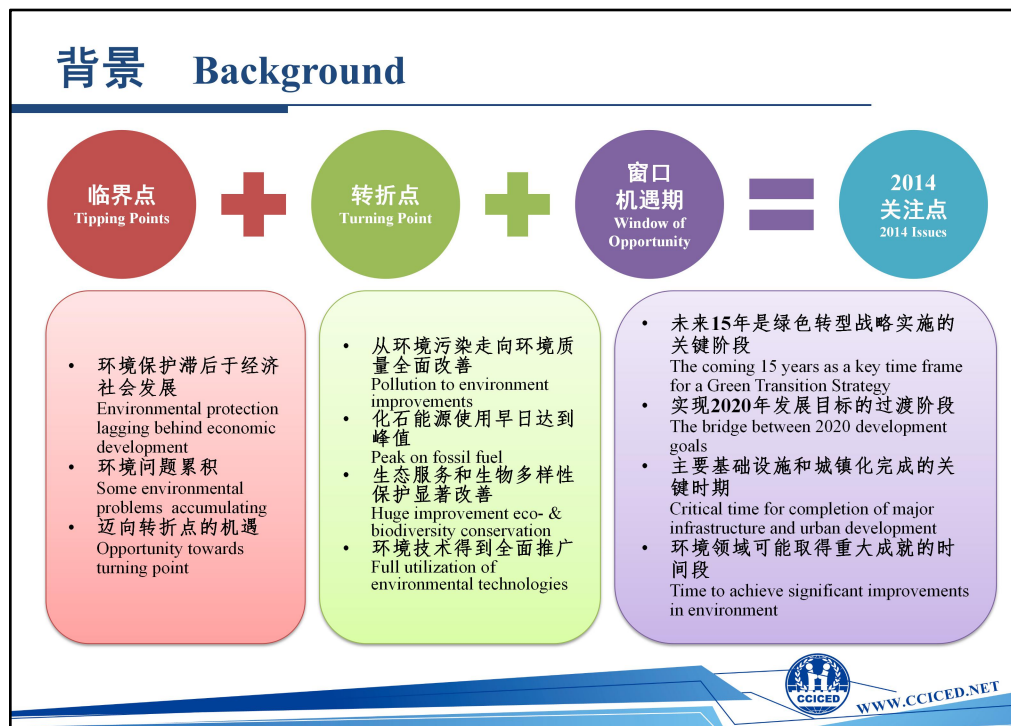 背景 Background
临界点
Tipping Points
转折点
Turning Point
窗口
机遇期
Window of
Opportunity
2014
关注点
2014 Issues
• 环境保护滞后于经济
社会发展
Environmental protection
lagging behind economic
development
• 环境问题累积
Some environmental
problems accumulating
• 迈向转折点的机遇
Opportunity towards
turning point
• 从环境污染走向环境质
量全面改善
Pollution to environment
improvements
• 化石能源使用早日达到
峰值
Peak on fossil fuel
• 生态服务和生物多样性
保护显著改善
Huge improvement eco- &
biodiversity conservation
• 环境技术得到全面推广
Full utilization of
environmental technologies
• 未来15年是绿色转型战略实施的
关键阶段
The coming 15 years as a key time frame
for a Green Transition Strategy
• 实现2020年发展目标的过渡阶段
The bridge between 2020 development
goals
• 主要基础设施和城镇化完成的关
键时期
Critical time for completion of major
infrastructure and urban development
• 环境领域可能取得重大成就的时
间段
Time to achieve significant improvements
in environment
CCICED
WWW.CCICED.NET